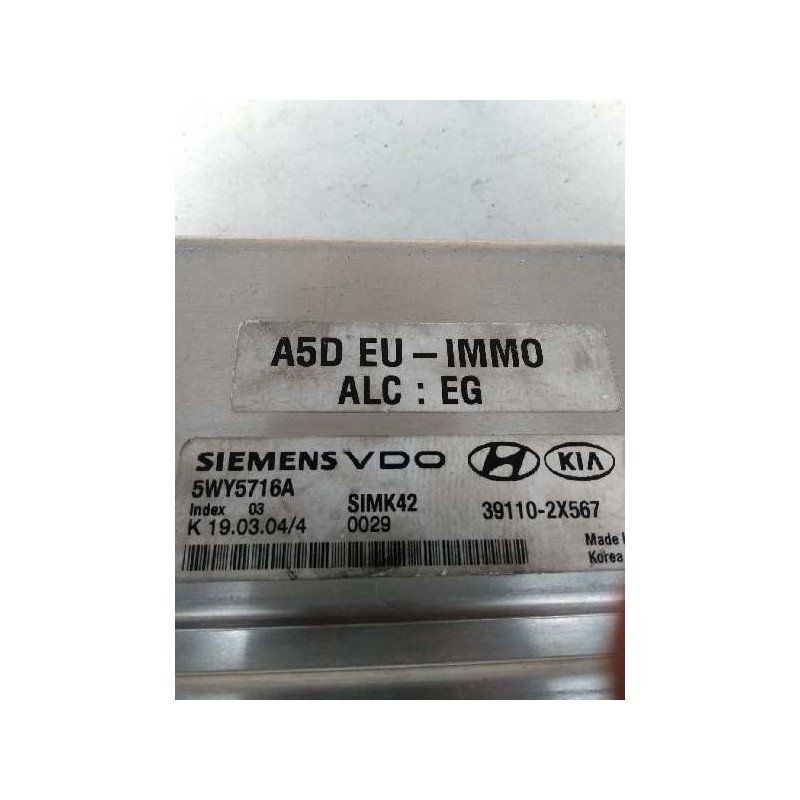 A5D EU - IMMO
ALC : EG
SIEMENS VDO KIA
5WY5716A
Index 03 SIMK42 39110-2X567
K 19.03.04/4 0029
Made
Korea